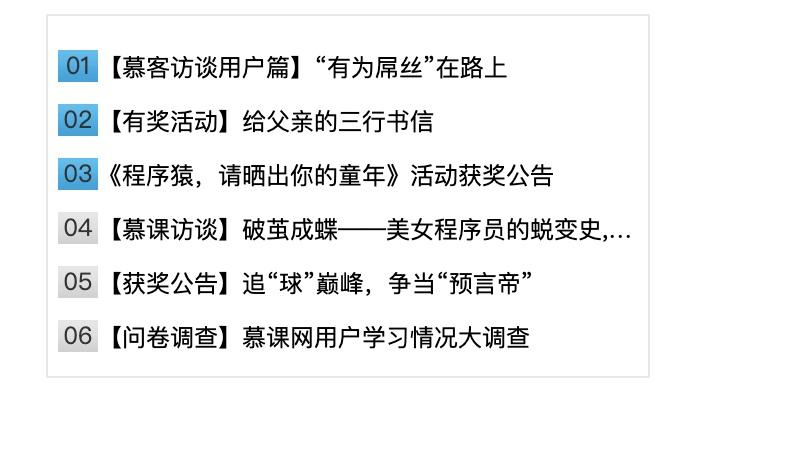 01 【慕客访谈用户篇】“有为屌丝”在路上
02 【有奖活动】给父亲的三行书信
03 《程序猿，请晒出你的童年》活动获奖公告
04 【慕课访谈】破茧成蝶——美女程序员的蜕变史,...
05 【获奖公告】追“球”巅峰，争当“预言帝”
06 【问卷调查】慕课网用户学习情况大调查